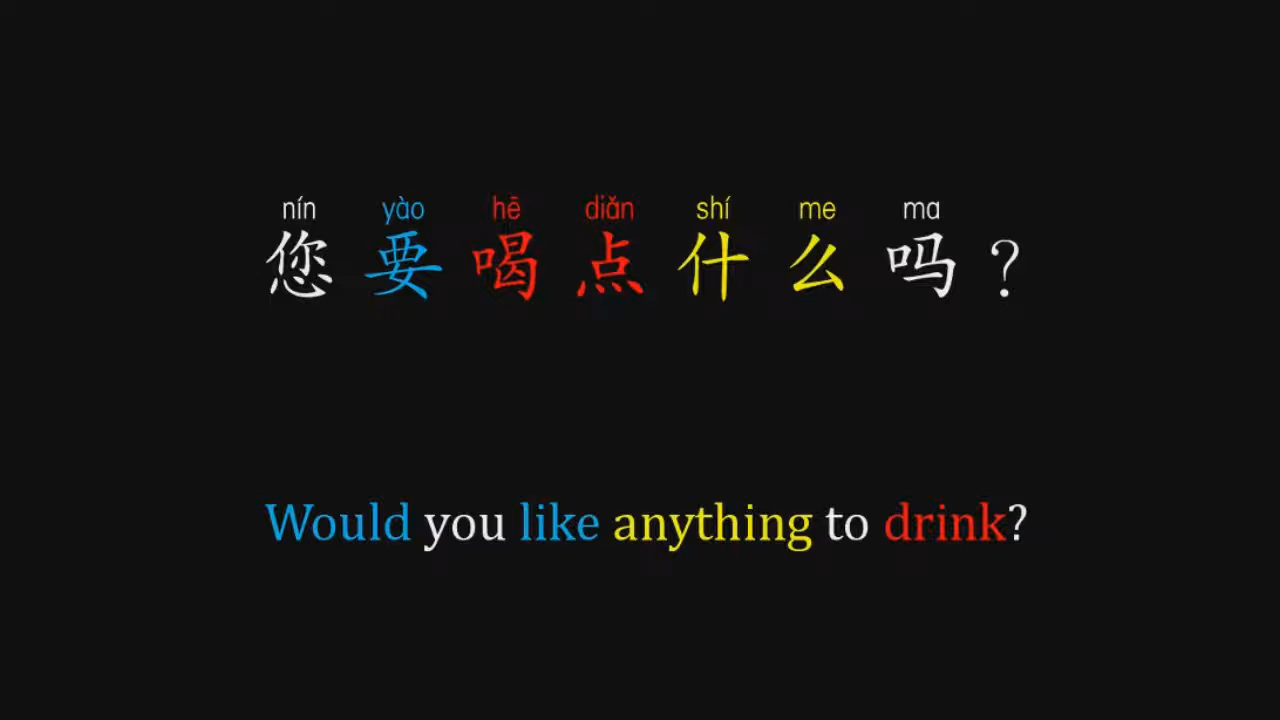 nín yào hē diǎn shí me ma
您要喝点什么吗？
Would you like anything to drink?